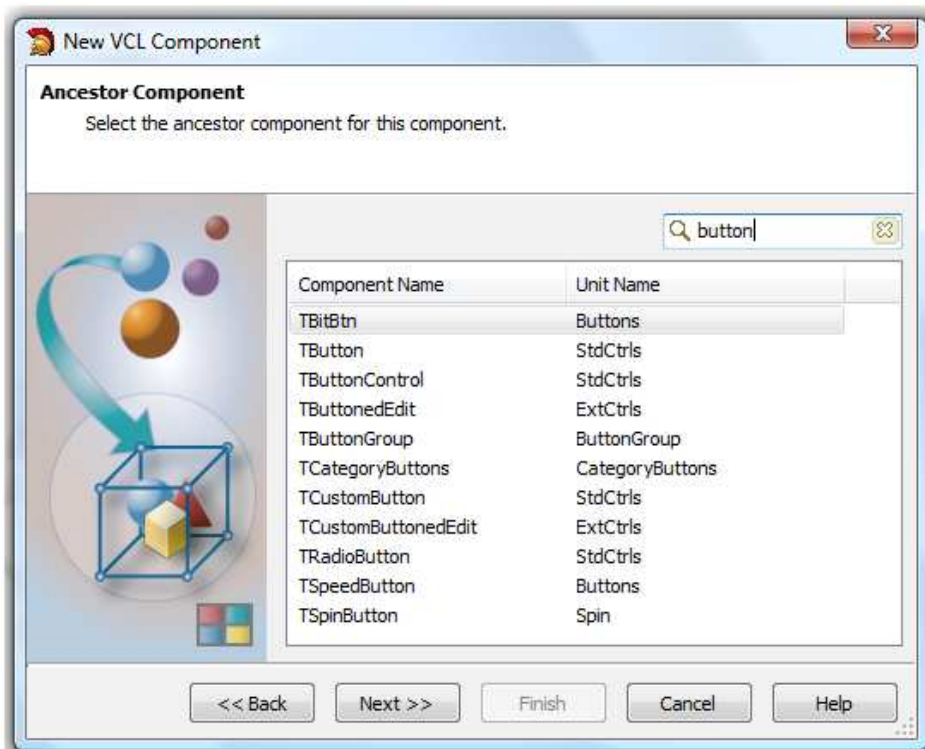 New VCL Component
Ancestor Component
Select the ancestor component for this component.
button
Component Name Unit Name
TBitBtn Buttons
TButton StdCtrls
TButtonControl StdCtrls
TButtonedEdit ExtCtrls
TButtonGroup ButtonGroup
TCategoryButtons CategoryButtons
TCustomButton StdCtrls
TCustomButtonedEdit ExtCtrls
TRadioButton StdCtrls
TSpeedButton Buttons
TSpinButton Spin
<< Back Next >> Finish Cancel Help